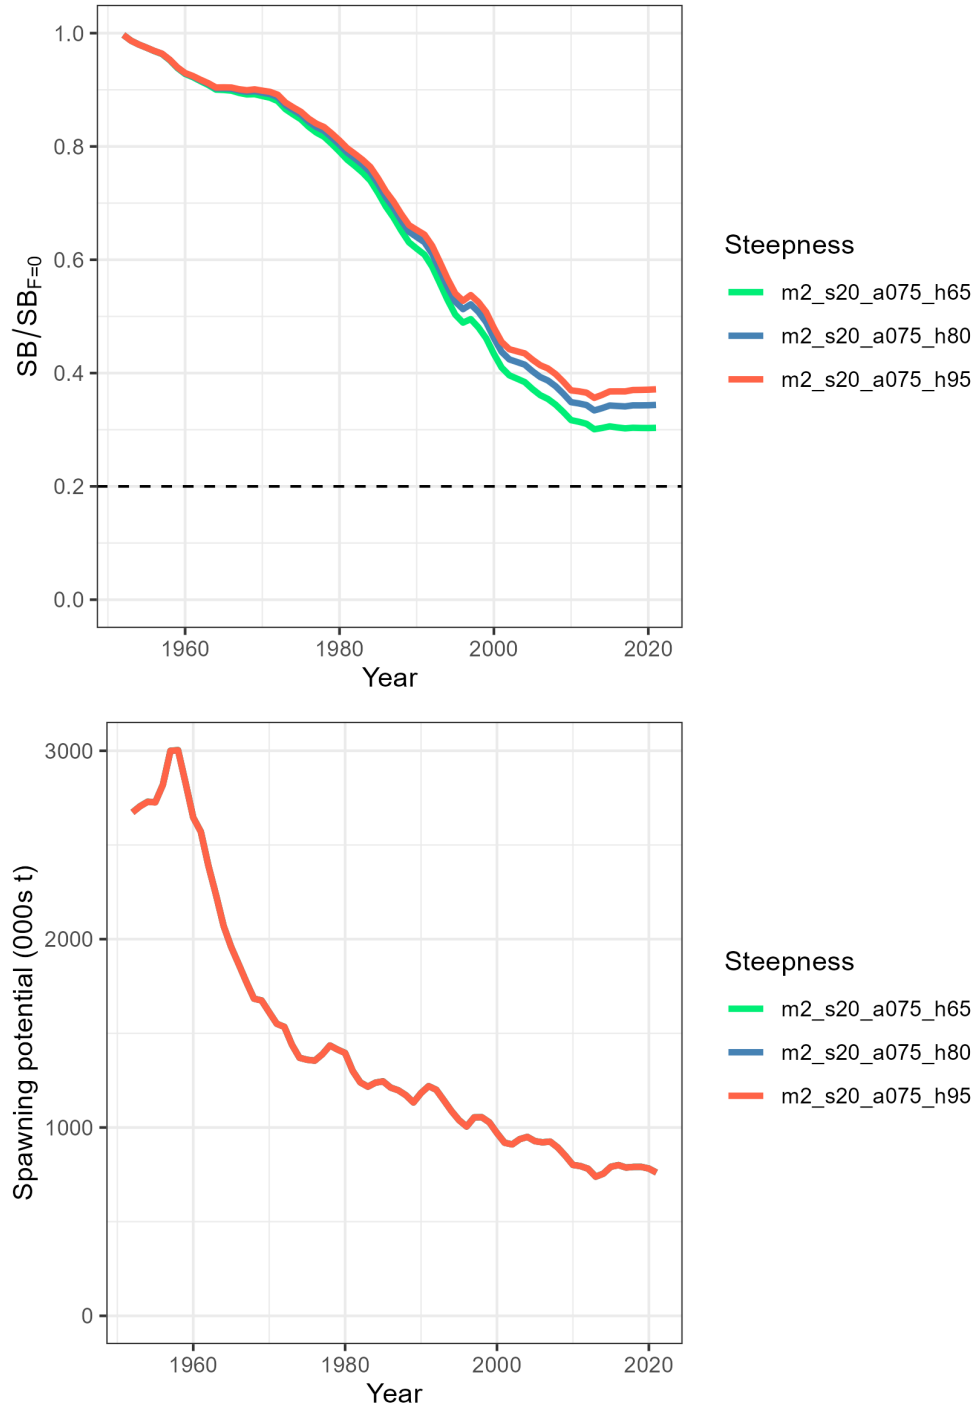 1.0
0.8
0.6
0.4
0.2
0.0
SB/SB_F=0
1960 1980 2000 2020
Year
Steepness
m2_s20_a075_h65
m2_s20_a075_h80
m2_s20_a075_h95
3000
2000
1000
0
Spawning potential (000s t)
1960 1980 2000 2020
Year
Steepness
m2_s20_a075_h65
m2_s20_a075_h80
m2_s20_a075_h95